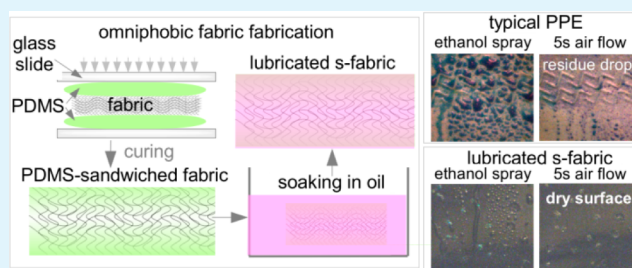 omniphobic fabric fabrication
glass
slide
PDMS
fabric
curing
PDMS-sandwiched fabric
lubricated s-fabric
soaking in oil
typical PPE
ethanol spray 5s air flow
residue drop
lubricated s-fabric
ethanol spray 5s air flow
dry surface